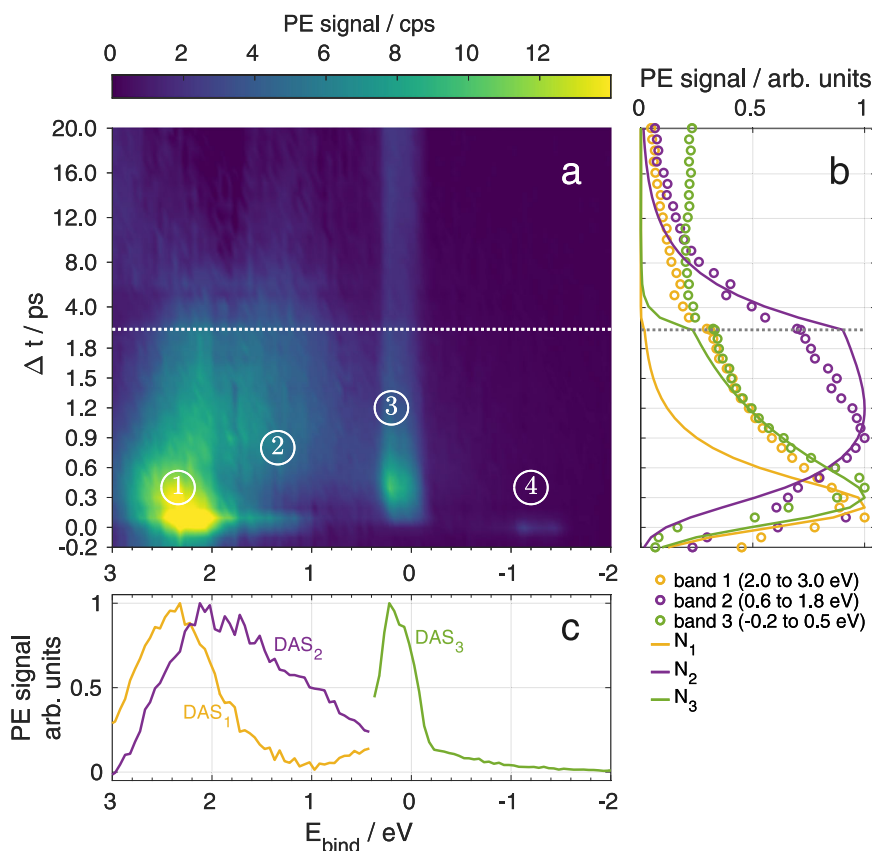 PE signal / cps
0 2 4 6 8 10 12
PE signal / arb. units
0 0.5 1
a
b
Δ t / ps
20.0
16.0
12.0
8.0
4.0
1.8
1.5
1.2
0.9
0.6
0.3
0.0
-0.2
1
2
3
4
3 2 1 0 -1 -2
c
PE signal
arb. units
1
0.5
0
DAS1
DAS2
DAS3
3 2 1 0 -1 -2
E_bind / eV
band 1 (2.0 to 3.0 eV)
band 2 (0.6 to 1.8 eV)
band 3 (-0.2 to 0.5 eV)
N1
N2
N3